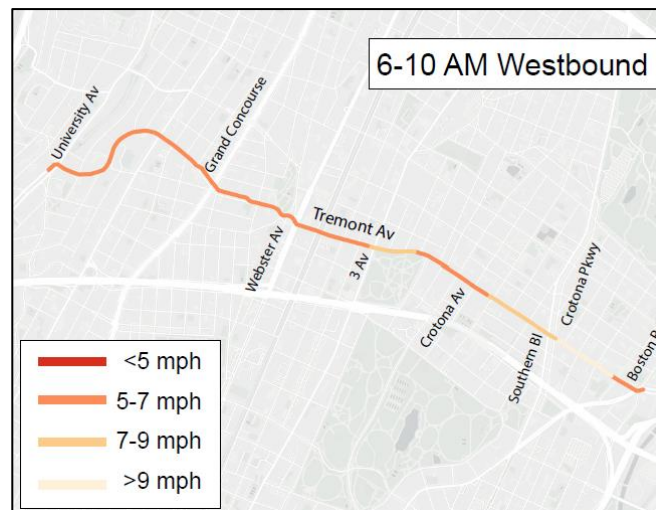 6-10 AM Westbound
University Av
Grand Concourse
Tremont Av
Webster Av
3 Av
Crotona Av
Southern Bl
Crotona Pkwy
Boston R
<5 mph
5-7 mph
7-9 mph
>9 mph